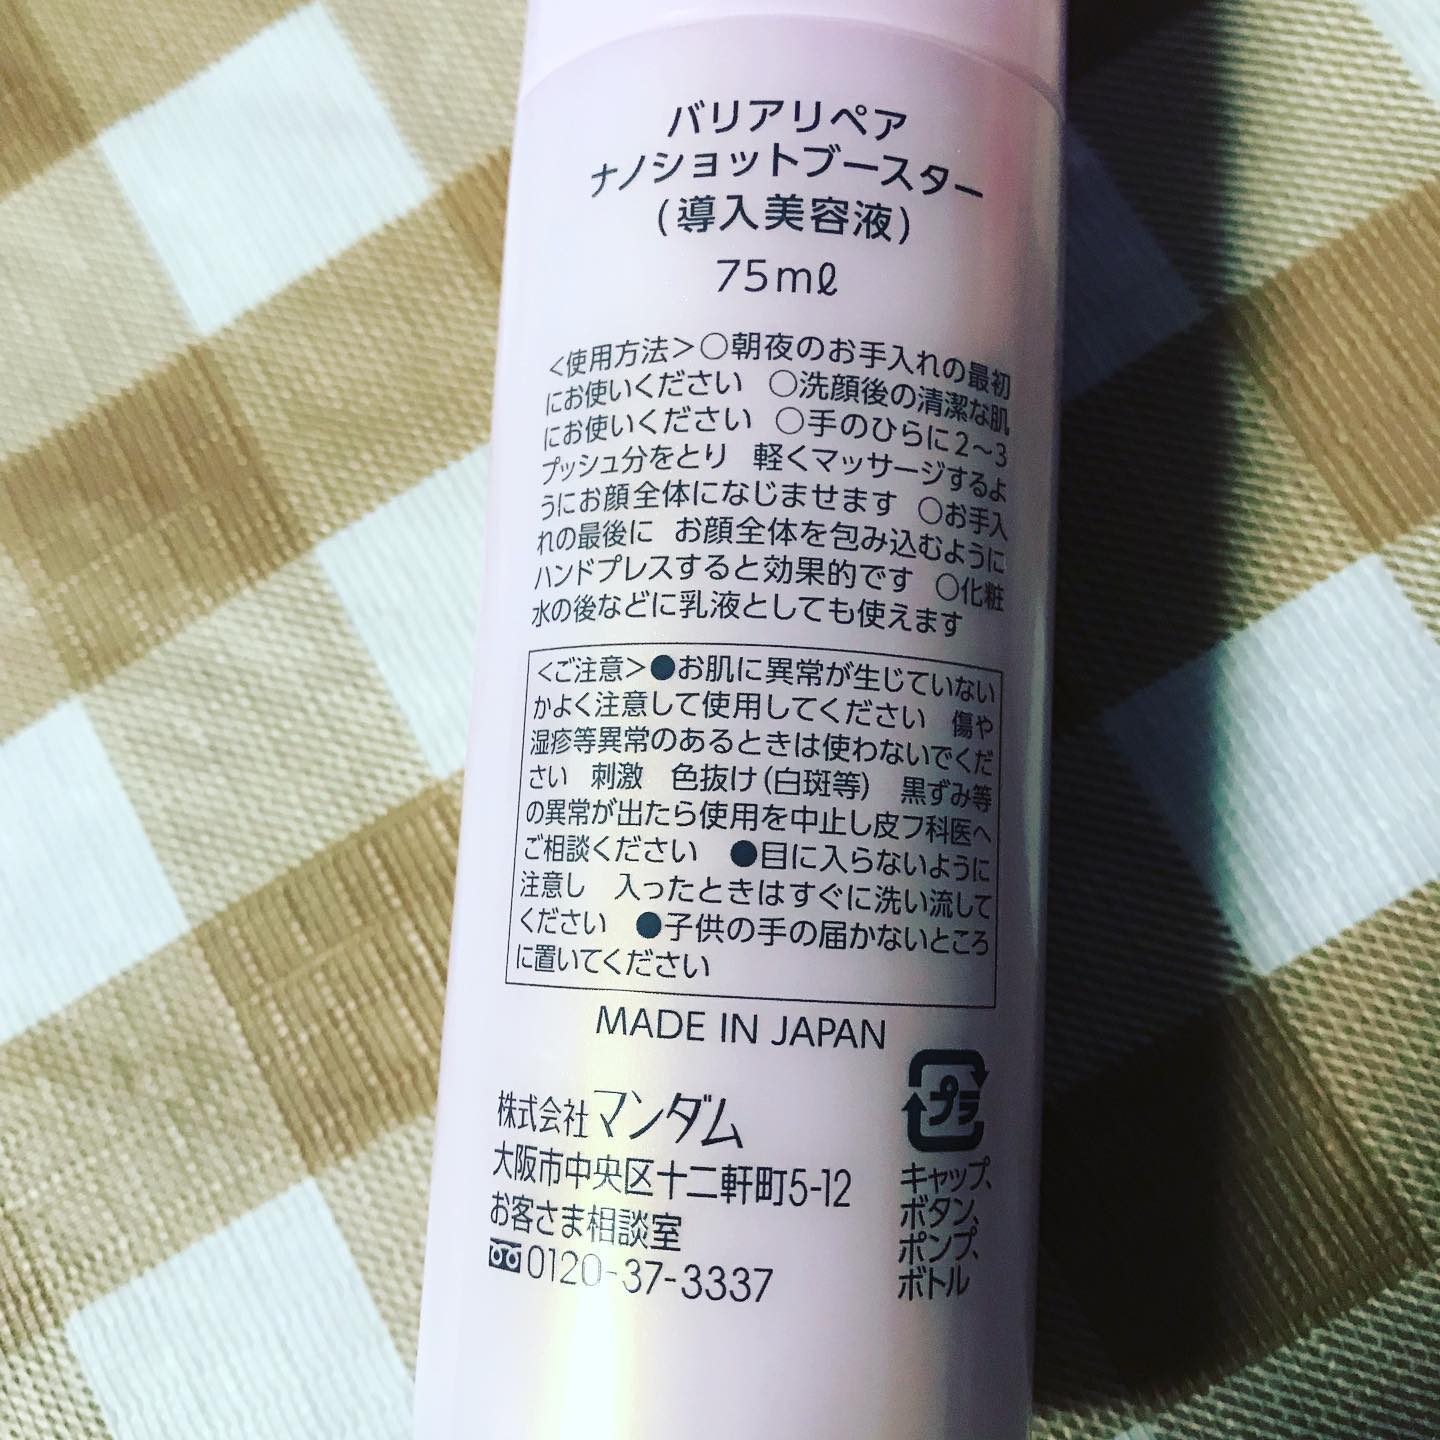 バリアリペア
ナノショットブースター
(導入美容液)
75mℓ
<使用方法>○朝夜のお手入れの最初
にお使いください ○洗顔後の清潔な肌
にお使いください ○手のひらに2〜3
プッシュ分をとり 軽くマッサージするよ
うにお顔全体になじませます ○お手入
れの最後に お顔全体を包み込むように
ハンドプレスすると効果的です ○化粧
水の後などに乳液としても使えます
<ご注意>●お肌に異常が生じていない
かよく注意して使用してください 傷や
湿疹等異常のあるときは使わないでくだ
さい 刺激 色抜け(白斑等) 黒ずみ等
の異常が出たら使用を中止し皮フ科医へ
ご相談ください ●目に入らないように
注意し 入ったときはすぐに洗い流して
ください ●子供の手の届かないところ
に置いてください
MADE IN JAPAN
株式会社マンダム
大阪市中央区十二軒町5-12
お客さま相談室
0120-37-3337
プラ
キャップ、
ボタン、
ポンプ、
ボトル